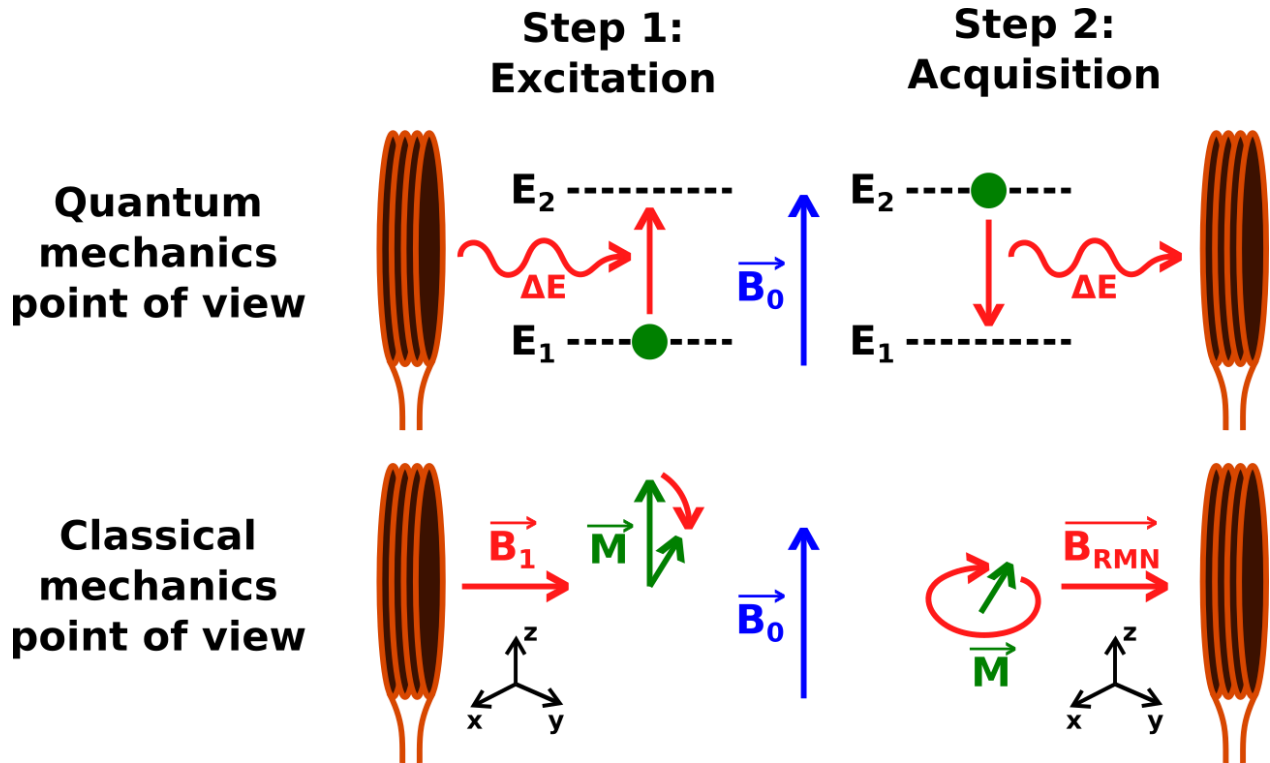 Step 1:
Excitation
Step 2:
Acquisition
Quantum
mechanics
point of view
E₂
ΔE
E₁
B₀
E₂
ΔE
E₁
Classical
mechanics
point of view
B₁
M
z
x
y
B₀
M
B_RMN
z
x
y